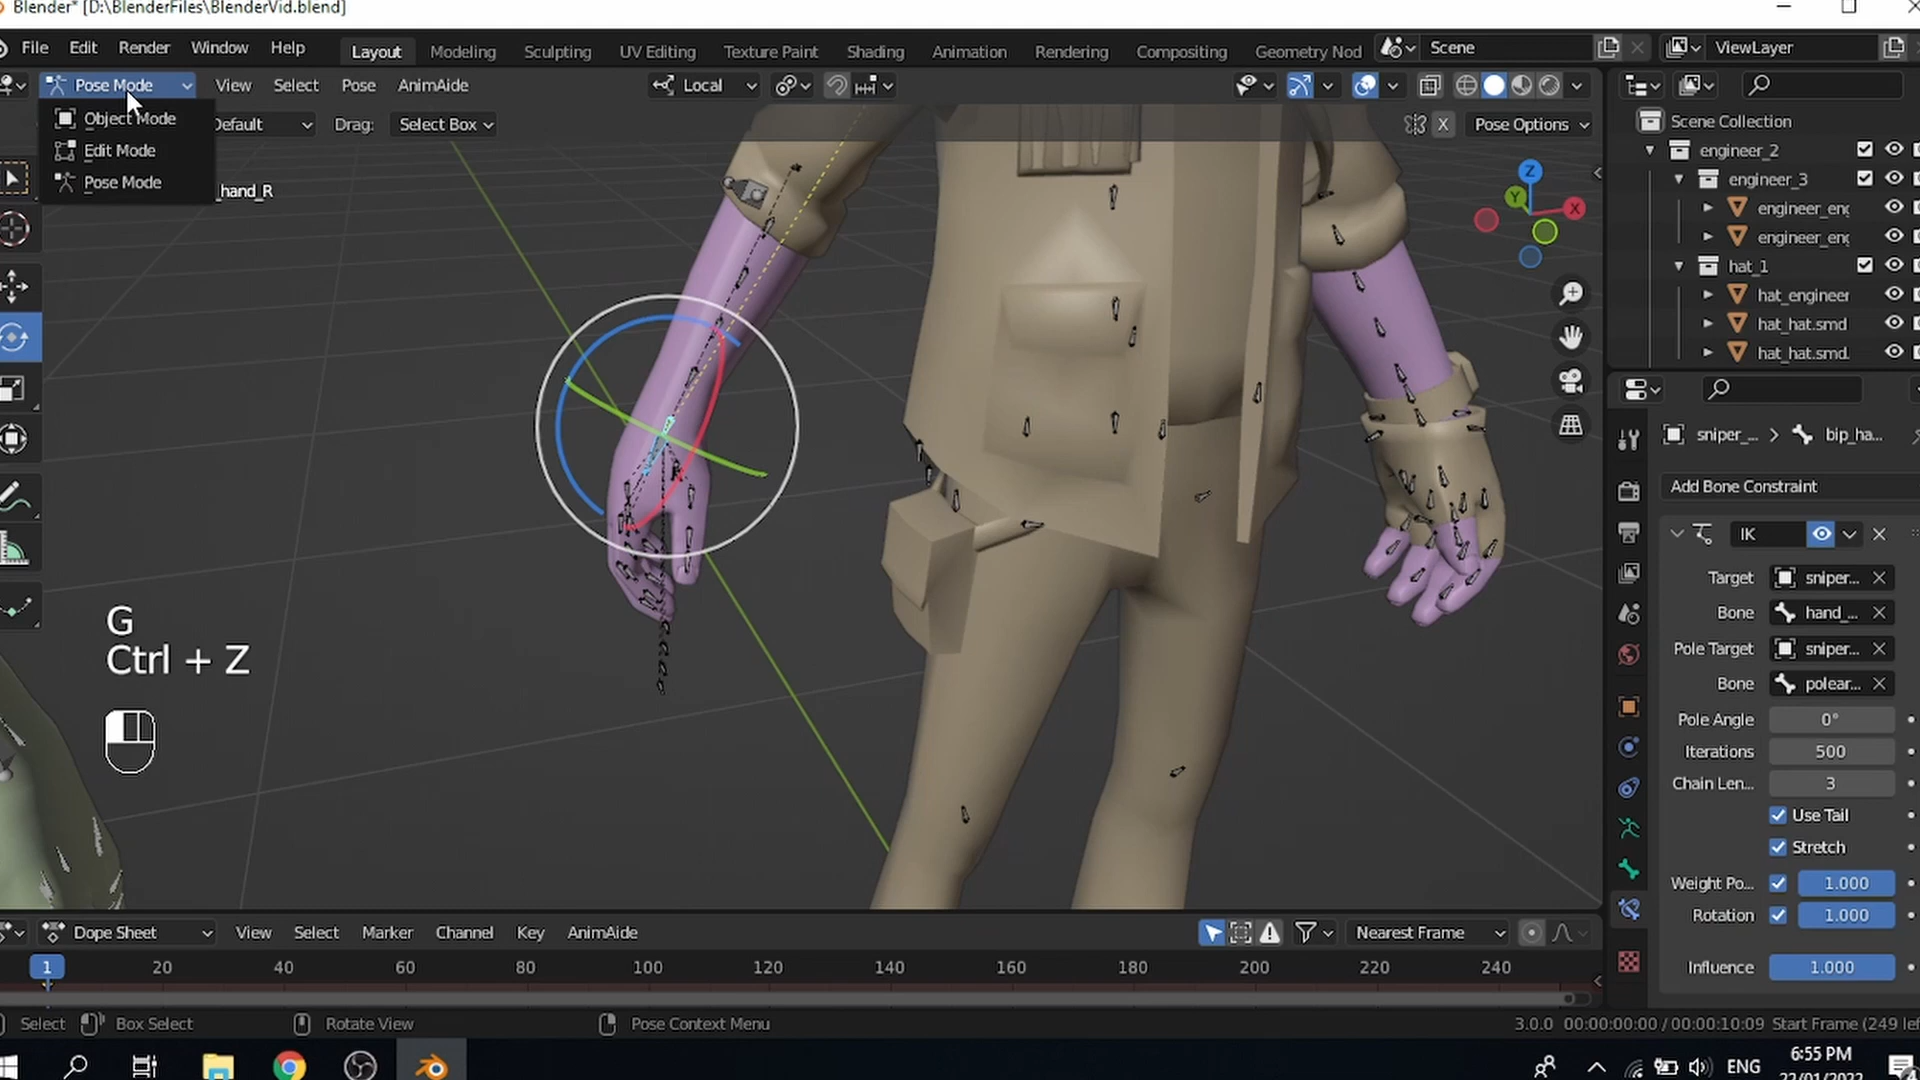 Blender* [D:\BlenderFiles\BlenderVid.blend]
File Edit Render Window Help Layout Modeling Sculpting UV Editing Texture Paint Shading Animation Rendering Compositing Geometry Nod Scene ViewLayer
Pose Mode View Select Pose AnimAide Local
Object Mode
Edit Mode
Pose Mode
Default Drag: Select Box X Pose Options
_hand_R
Z
Y
X
G
Ctrl + Z
Scene Collection
engineer_2
engineer_3
engineer_eng
engineer_eng
hat_1
hat_engineer
hat_hat.smd
hat_hat.smd.
sniper_... > bip_ha...
Add Bone Constraint
IK
Target sniper...
Bone hand_...
Pole Target sniper...
Bone polear...
Pole Angle 0°
Iterations 500
Chain Len... 3
Use Tail
Stretch
Weight Po... 1.000
Rotation 1.000
Influence 1.000
Dope Sheet View Select Marker Channel Key AnimAide Nearest Frame
1 20 40 60 80 100 120 140 160 180 200 220 240
Select Box Select Rotate View Pose Context Menu 3.0.0 00:00:00:00 / 00:00:10:09 Start Frame (249 lef
ENG
6:55 PM
22/01/2022